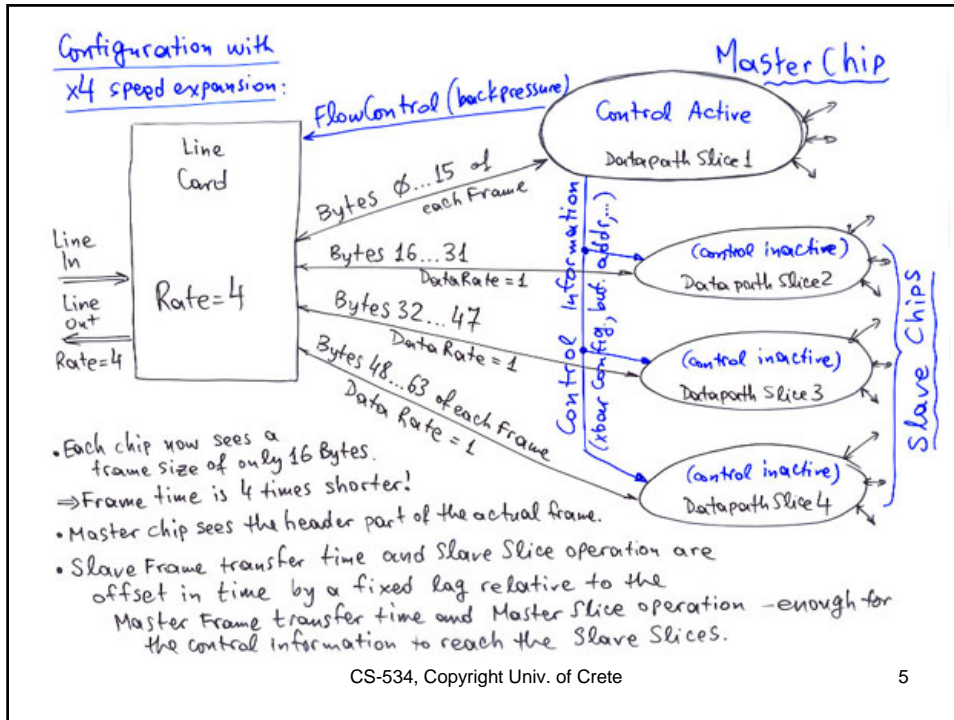 Configuration with
x4 speed expansion:
Master Chip
FlowControl (backpressure)
Control Active
Datapath Slice 1
Line
Card
Bytes 0...15 of
each Frame
Line
In
Line
Out
Rate=4
Rate=4
Bytes 16...31
DataRate=1
Bytes 32...47
DataRate=1
Bytes 48...63 of each Frame
Data Rate=1
Control Information
(xbar config., buf. addr,...)
(control inactive)
Datapath Slice2
(control inactive)
Datapath Slice 3
(control inactive)
Datapath Slice 4
Slave Chips
• Each chip now sees a
frame size of only 16 Bytes.
⇒Frame time is 4 times shorter!
• Master chip sees the header part of the actual frame.
• Slave Frame transfer time and Slave Slice operation are
offset in time by a fixed lag relative to the
Master Frame transfer time and Master Slice operation – enough for
the control information to reach the Slave Slices.
CS-534, Copyright Univ. of Crete
5